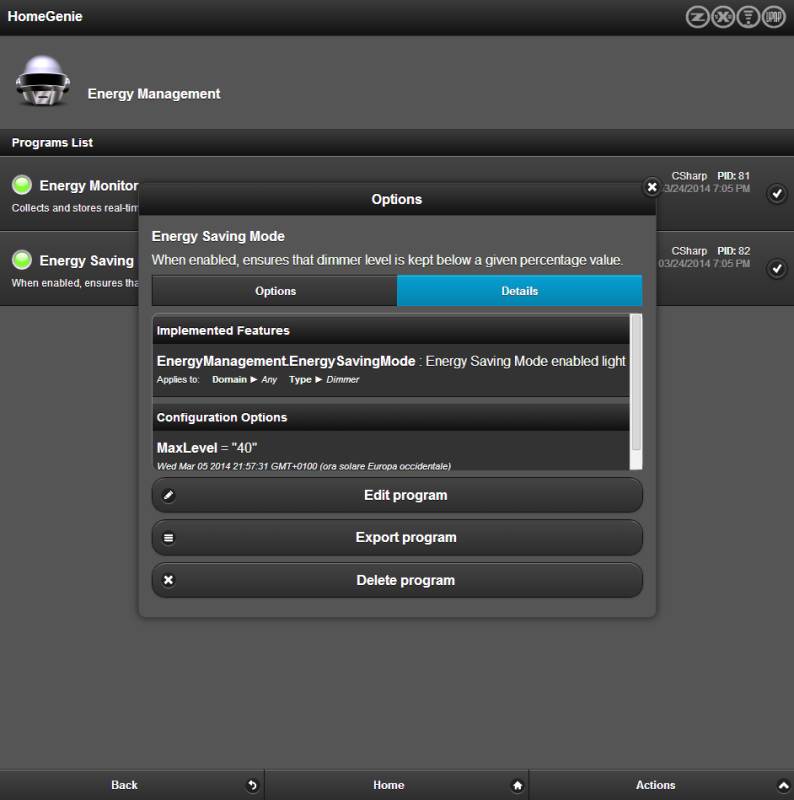 HomeGenie
Energy Management
Programs List
Energy Monitor
CSharp PID: 81
03/24/2014 7:05 PM
Collects and stores real-tim
Energy Saving
CSharp PID: 82
03/24/2014 7:05 PM
When enabled, ensures tha
Options
Energy Saving Mode
When enabled, ensures that dimmer level is kept below a given percentage value.
Options Details
Implemented Features
EnergyManagement.EnergySavingMode : Energy Saving Mode enabled light
Applies to: Domain ► Any Type ► Dimmer
Configuration Options
MaxLevel = "40"
Wed Mar 05 2014 21:57:31 GMT+0100 (ora solare Europa occidentale)
Edit program
Export program
Delete program
Back Home Actions